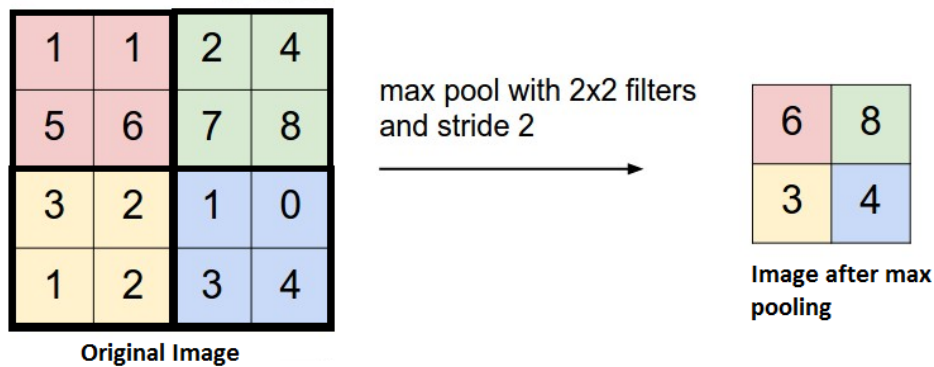 1 1 2 4
5 6 7 8
3 2 1 0
1 2 3 4
Original Image
max pool with 2x2 filters
and stride 2
6 8
3 4
Image after max
pooling